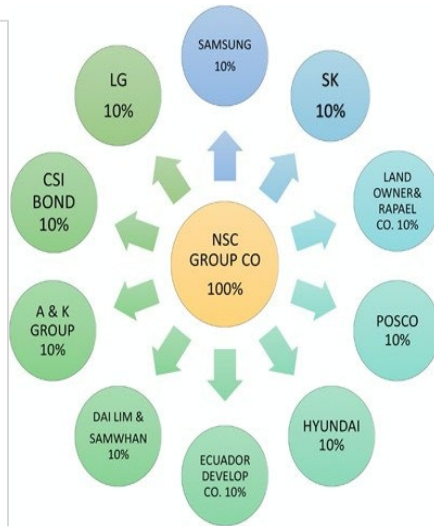 SAMSUNG
10%
SK
10%
LAND
OWNER&
RAPAEL
CO. 10%
POSCO
10%
HYUNDAI
10%
ECUADOR
DEVELOP
CO. 10%
DAI LIM &
SAMWHAN
10%
A & K
GROUP
10%
CSI
BOND
10%
LG
10%
NSC
GROUP CO
100%